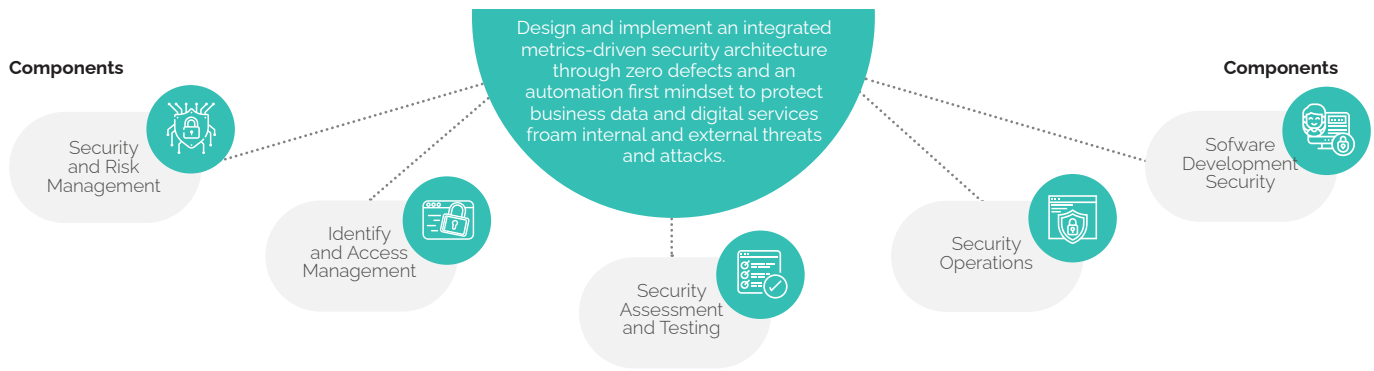 Design and implement an integrated
metrics-driven security architecture
through zero defects and an
automation first mindset to protect
business data and digital services
froam internal and external threats
and attacks.
Components
Components
Security
and Risk
Management
Identify
and Access
Management
Security
Assessment
and Testing
Security
Operations
Sofware
Development
Security